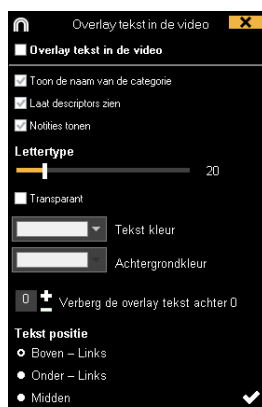 Overlay tekst in de video
Overlay tekst in de video
Toon de naam van de categorie
Laat descriptors zien
Notities tonen
Lettertype
20
Transparant
Tekst kleur
Achtergrondkleur
0 Verberg de overlay tekst achter 0
Tekst positie
Boven – Links
Onder – Links
Midden